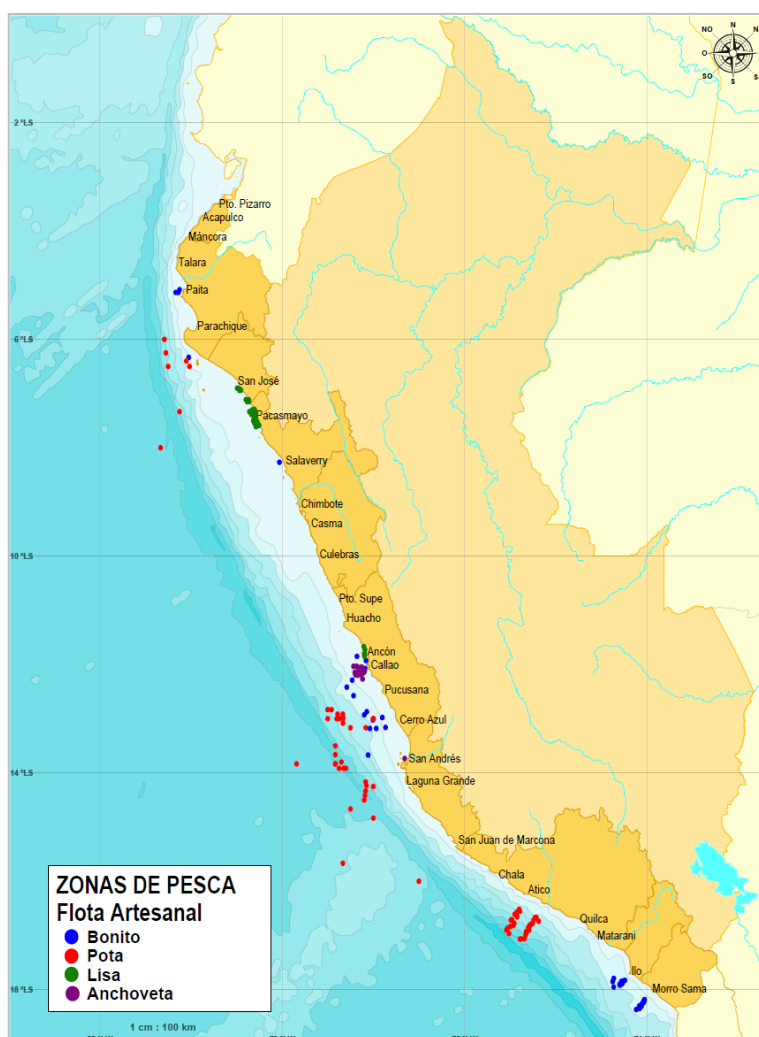 N
NO
N
O
SO
S
S
2 °LS
Pto. Pizarro
Acapulco
Máncora
Talara
Paita
Parachique
6 °LS
San José
Pacasmayo
Salaverry
Chimbote
Casma
10 °LS
Culebras
Pto. Supe
Huacho
Ancón
Callao
Pucusana
Cerro Azul
San Andrés
14 °LS
Laguna Grande
San Juan de Marcona
Chala
Atico
Quilca
Matarani
Ilo
Morro Sama
18 °LS
ZONAS DE PESCA
Flota Artesanal
Bonito
Pota
Lisa
Anchoveta
1 cm : 100 km